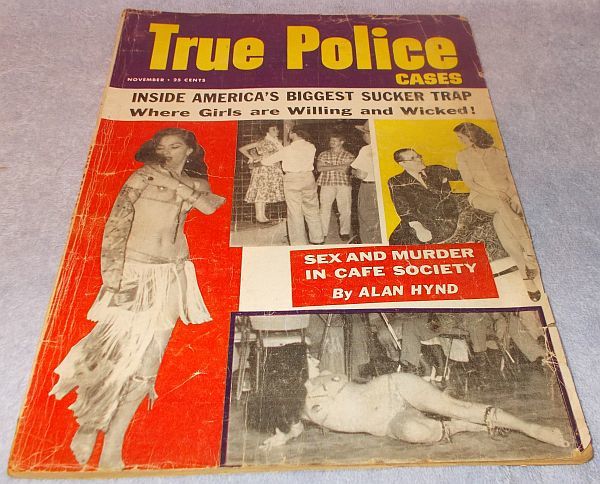 True Police
CASES
NOVEMBER • 25 CENTS
INSIDE AMERICA'S BIGGEST SUCKER TRAP
Where Girls are Willing and Wicked!
SEX AND MURDER
IN CAFE SOCIETY
By ALAN HYND